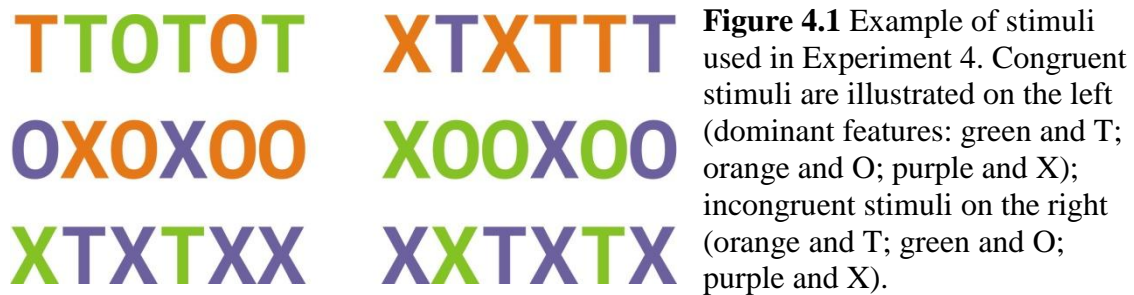 TTOTOT
XTXTTT
OXOXOO
XOOXOO
XTXTXX
XXTXTX
Figure 4.1 Example of stimuli
used in Experiment 4. Congruent
stimuli are illustrated on the left
(dominant features: green and T;
orange and O; purple and X);
incongruent stimuli on the right
(orange and T; green and O;
purple and X).